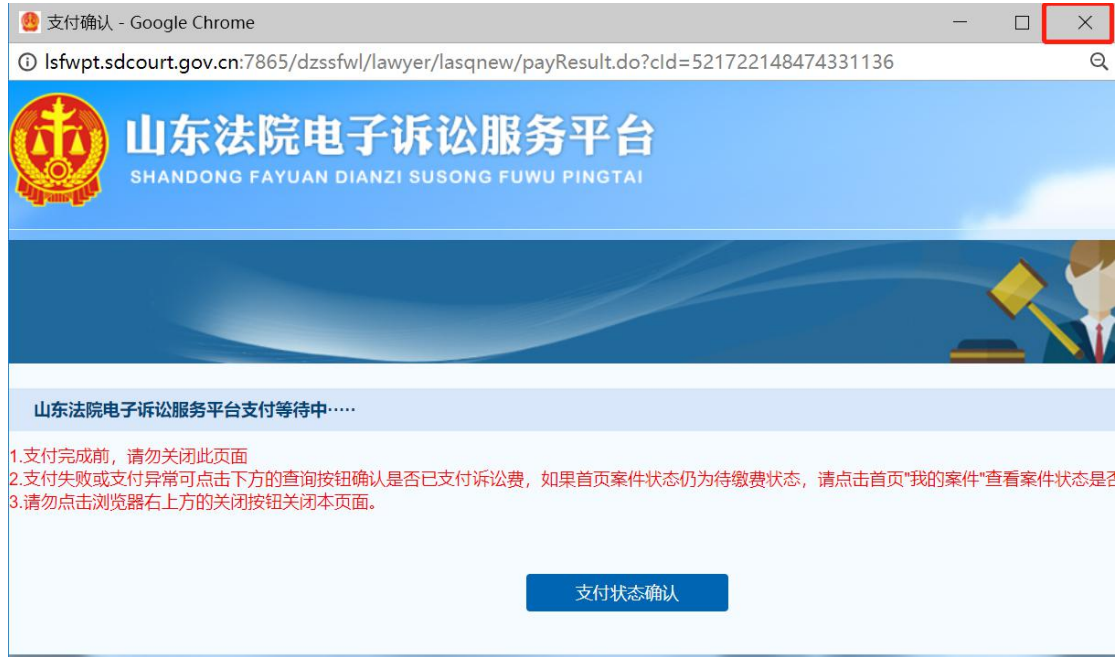 支付确认 - Google Chrome
lsfwpt.sdcourt.gov.cn:7865/dzssfwl/lawyer/lasqnew/payResult.do?cId=521722148474331136
山东法院电子诉讼服务平台
SHANDONG FAYUAN DIANZI SUSONG FUWU PINGTAI
山东法院电子诉讼服务平台支付等待中·····
1.支付完成前，请勿关闭此页面
2.支付失败或支付异常可点击下方的查询按钮确认是否已支付诉讼费，如果首页案件状态仍为待缴费状态，请点击首页"我的案件"查看案件状态是否
3.请勿点击浏览器右上方的关闭按钮关闭本页面。
支付状态确认